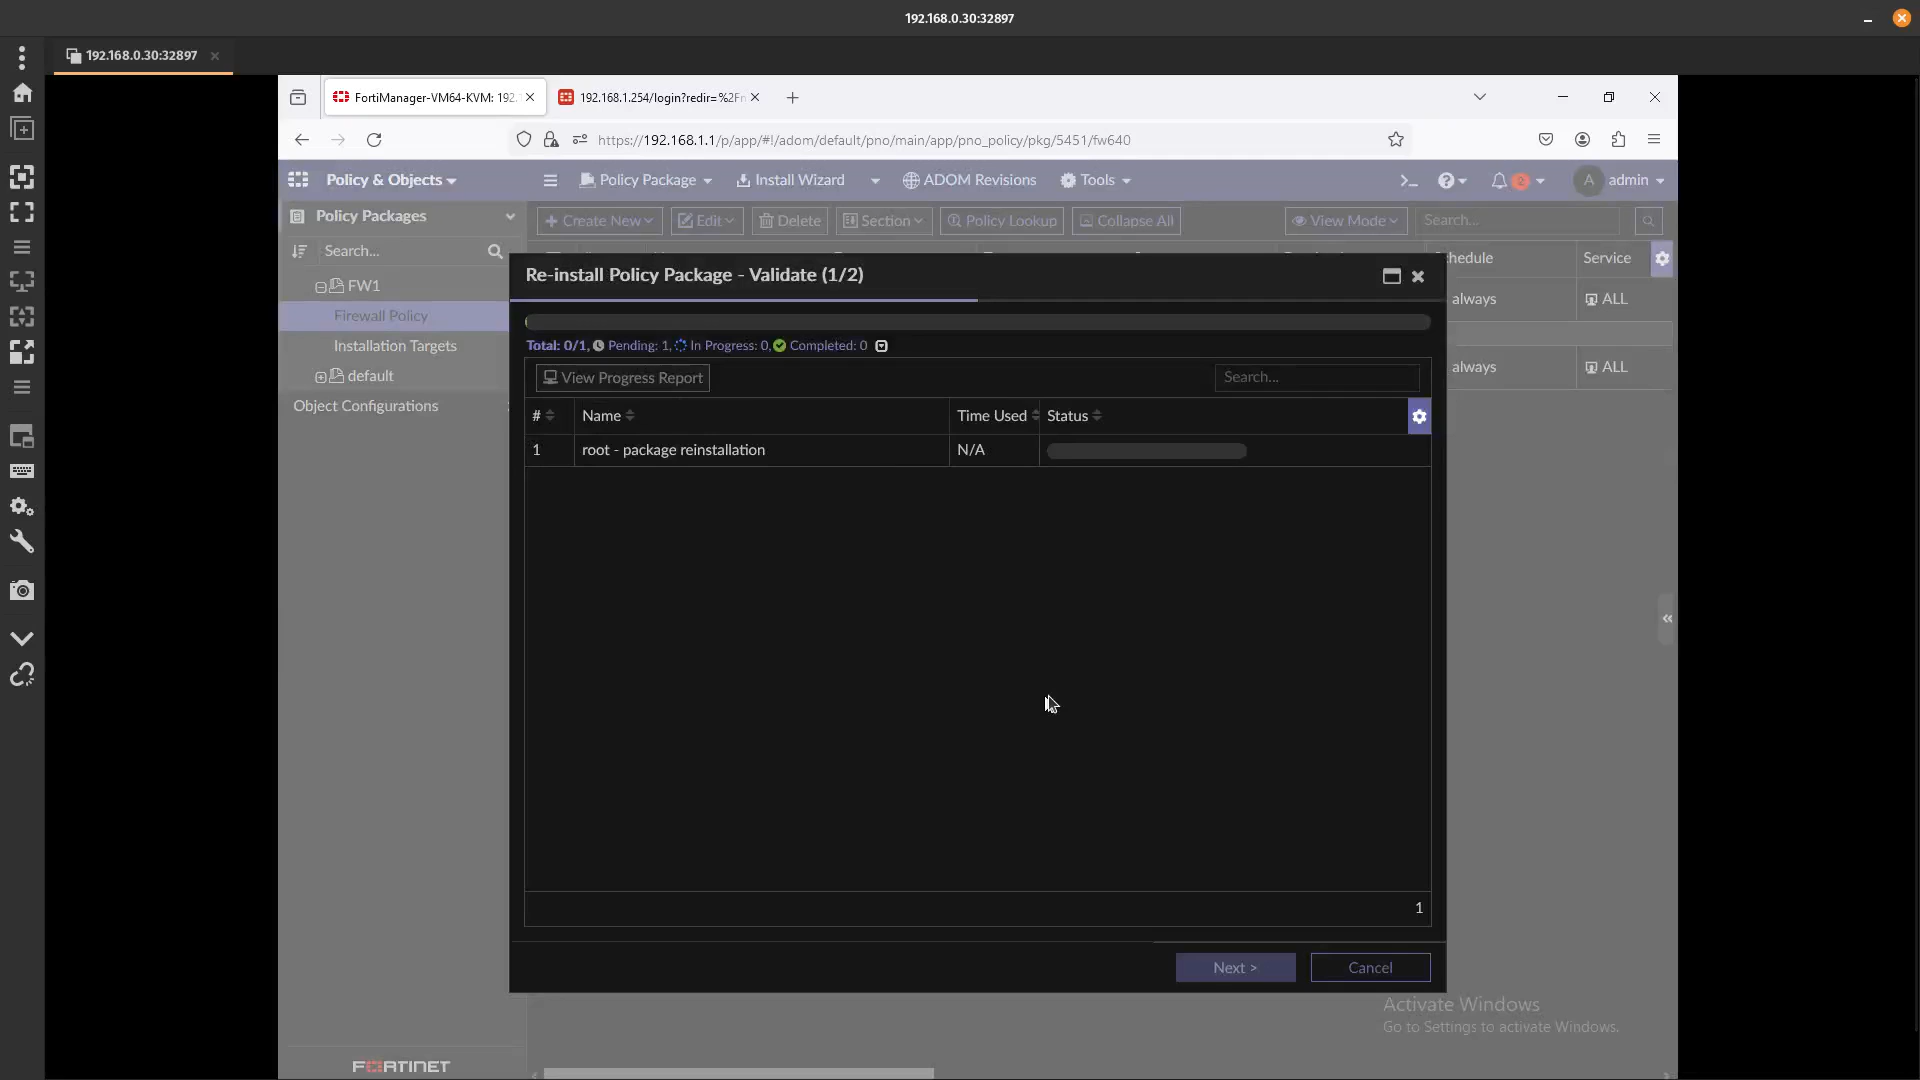 192.168.0.30:32897
192.168.0.30:32897
FortiManager-VM64-KVM: 192.
192.168.1.254/login?redir=%2Fn
https://192.168.1.1/p/app/#!/adom/default/pno/main/app/pno_policy/pkg/5451/fw640
Policy & Objects
Policy Package
Install Wizard
ADOM Revisions
Tools
2
A
admin
Policy Packages
+ Create New
Edit
Delete
Section
Policy Lookup
Collapse All
View Mode
Search...
Search...
FW1
Firewall Policy
Installation Targets
default
Object Configurations
hedule
Service
always
ALL
always
ALL
Re-install Policy Package - Validate (1/2)
Total: 0/1, Pending: 1, In Progress: 0, Completed: 0
View Progress Report
Search...
# Name Time Used Status
1 root - package reinstallation N/A
1
Next >
Cancel
Activate Windows
Go to Settings to activate Windows.
FORTINET